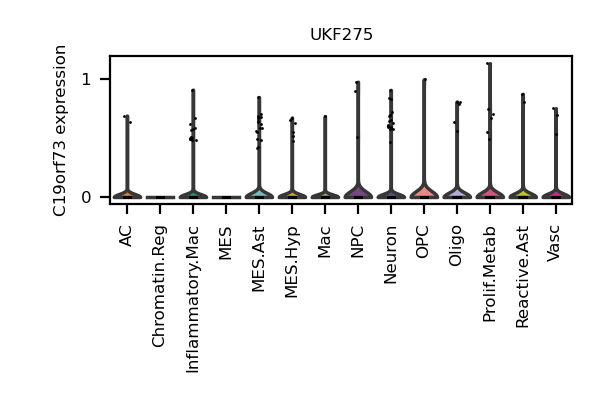 UKF275
C19orf73 expression
1
0
AC
Chromatin.Reg
Inflammatory.Mac
MES
MES.Ast
MES.Hyp
Mac
NPC
Neuron
OPC
Oligo
Prolif.Metab
Reactive.Ast
Vasc